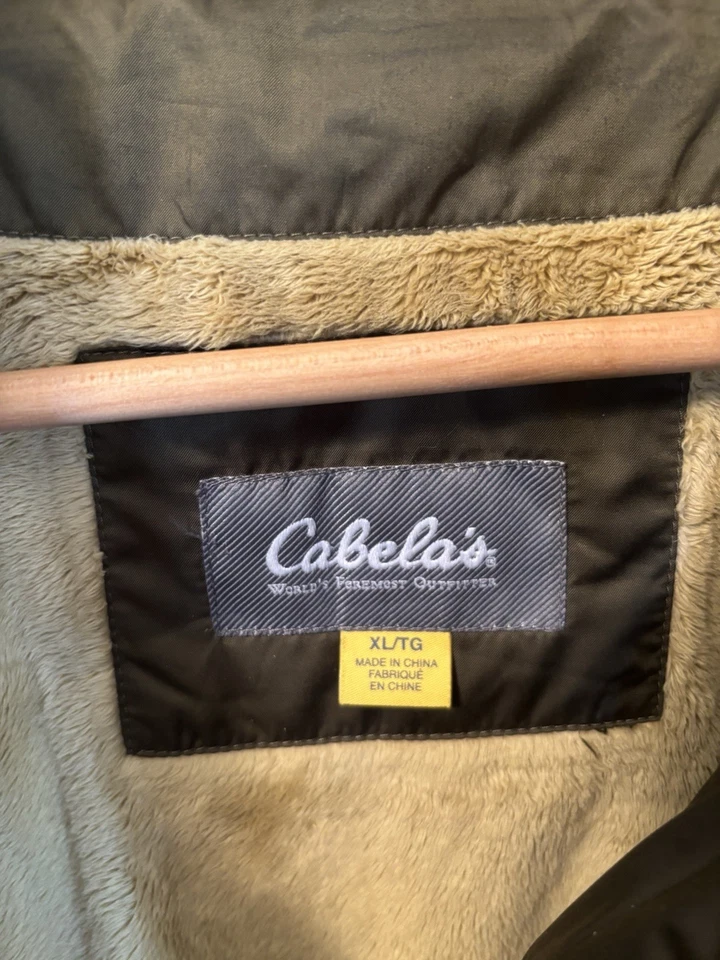 Cabela's®
WORLD'S FOREMOST OUTFITTER
XL/TG
MADE IN CHINA
FABRIQUÉ
EN CHINE